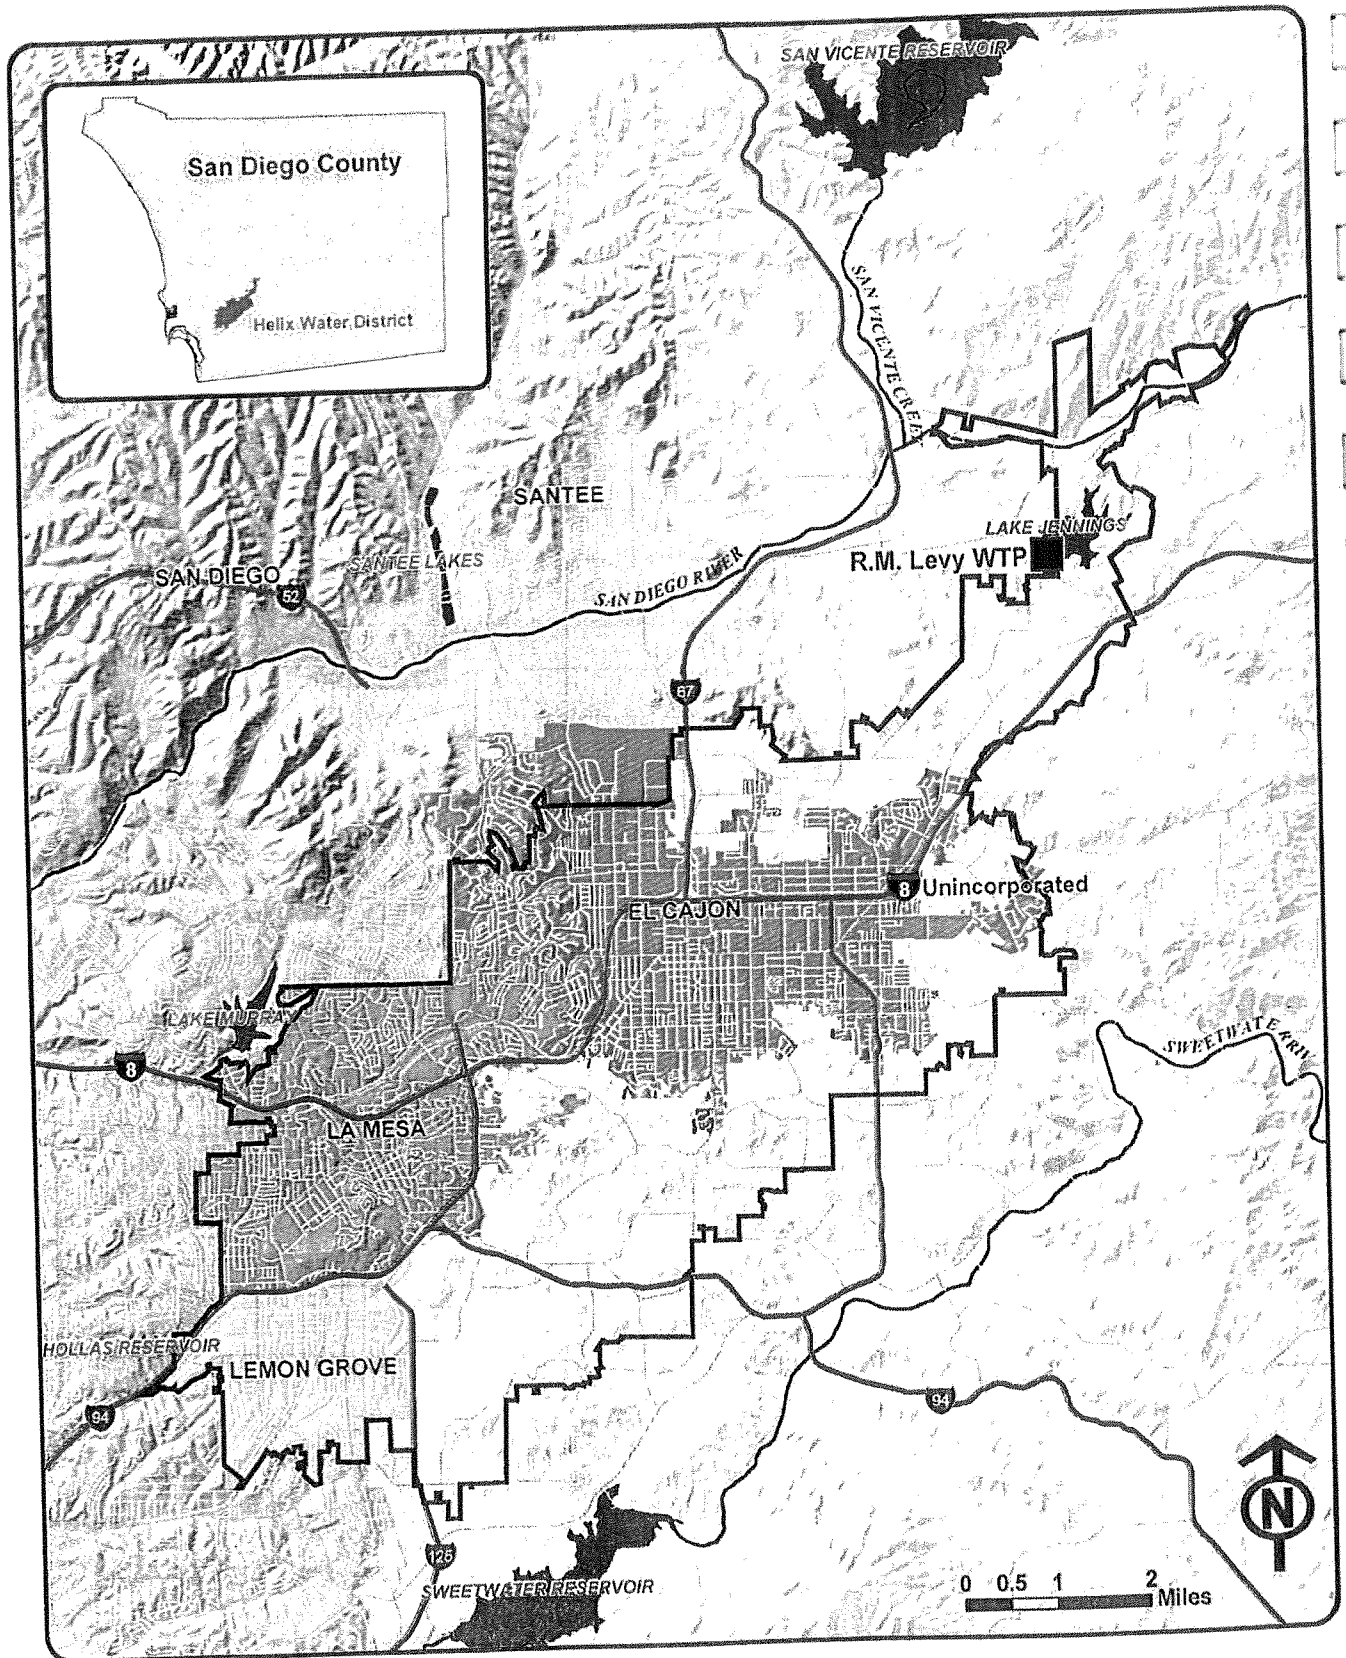 SAN VICENTE RESERVOIR
San Diego County
Helix Water District
SAN VICENTE CREEK
SANTEE
LAKE JENNINGS
R.M. Levy WTP
SANTEE LAKES
SAN DIEGO
52
SAN DIEGO RIVER
67
8
Unincorporated
EL CAJON
LAKE MURRAY
SWEETWATER RIV
8
LA MESA
HOLLAS RESERVOIR
LEMON GROVE
94
94
N
125
SWEETWATER RESERVOIR
0 0.5 1 2
Miles